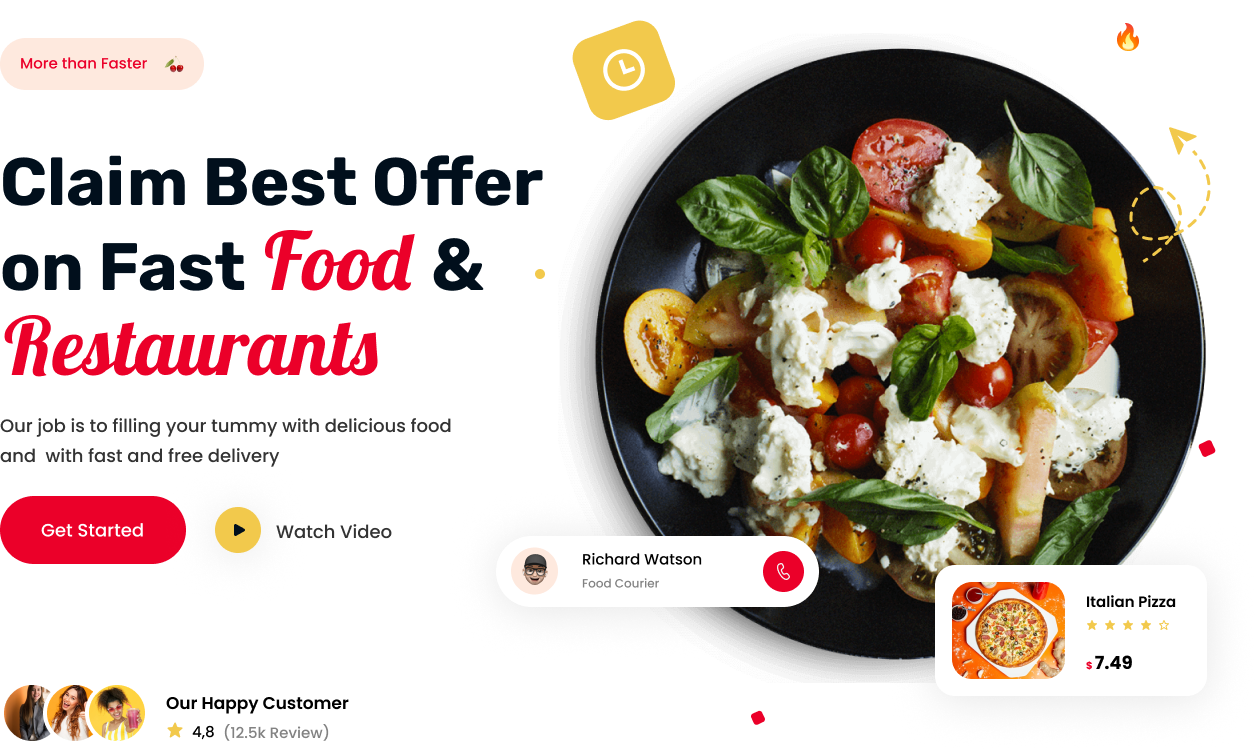 More than Faster
Claim Best Offer
on Fast Food &
Restaurants
Our job is to filling your tummy with delicious food
and with fast and free delivery
Get Started
Watch Video
Richard Watson
Food Courier
Italian Pizza
$7.49
Our Happy Customer
4,8 (12.5k Review)